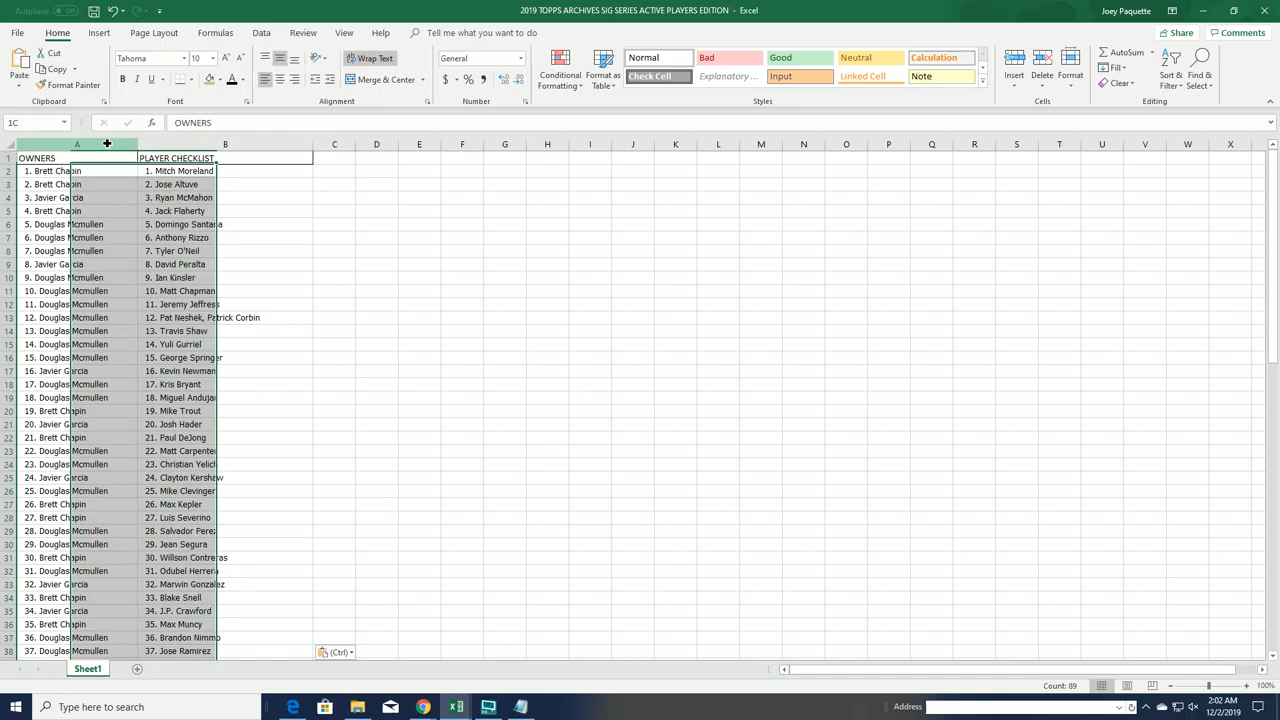 AutoSave Off 2019 TOPPS ARCHIVES SIG SERIES ACTIVE PLAYERS EDITION - Excel Joey Paquette
File Home Insert Draw Page Layout Formulas Data Review View Help Tell me what you want to do Share Comments
Cut
Copy
Format Painter
Paste
Clipboard
Tahoma 10
B I U
Font
Wrap Text
Merge & Center
Alignment
General
$ % ,
Number
Conditional Formatting
Format as Table
Normal Bad Good Neutral Calculation
Check Cell Explanatory ... Input Linked Cell Note
Styles
Insert Delete Format
Cells
AutoSum
Fill
Clear
Sort & Filter
Find & Select
Editing
1C fx OWNERS
A B C D E F G H I J K L M N O P Q R S T U V W X
1 OWNERS PLAYER CHECKLIST
2 1. Brett Chapin 1. Mitch Moreland
3 2. Brett Chapin 2. Jose Altuve
4 3. Javier Garcia 3. Ryan McMahon
5 4. Brett Chapin 4. Jack Flaherty
6 5. Douglas Mcmullen 5. Domingo Santana
7 6. Douglas Mcmullen 6. Anthony Rizzo
8 7. Douglas Mcmullen 7. Tyler O'Neil
9 8. Javier Garcia 8. David Peralta
10 9. Douglas Mcmullen 9. Ian Kinsler
11 10. Douglas Mcmullen 10. Matt Chapman
12 11. Douglas Mcmullen 11. Jeremy Jeffress
13 12. Douglas Mcmullen 12. Pat Neshek, Patrick Corbin
14 13. Douglas Mcmullen 13. Travis Shaw
15 14. Douglas Mcmullen 14. Yuli Gurriel
16 15. Douglas Mcmullen 15. George Springer
17 16. Javier Garcia 16. Kevin Newman
18 17. Douglas Mcmullen 17. Kris Bryant
19 18. Douglas Mcmullen 18. Miguel Andujar
20 19. Brett Chapin 19. Mike Trout
21 20. Javier Garcia 20. Josh Hader
22 21. Brett Chapin 21. Paul DeJong
23 22. Douglas Mcmullen 22. Matt Carpenter
24 23. Douglas Mcmullen 23. Christian Yelich
25 24. Javier Garcia 24. Clayton Kershaw
26 25. Douglas Mcmullen 25. Mike Clevinger
27 26. Brett Chapin 26. Max Kepler
28 27. Brett Chapin 27. Luis Severino
29 28. Douglas Mcmullen 28. Salvador Perez
30 29. Douglas Mcmullen 29. Jean Segura
31 30. Brett Chapin 30. Willson Contreras
32 31. Douglas Mcmullen 31. Odubel Herrera
33 32. Javier Garcia 32. Marwin Gonzalez
34 33. Brett Chapin 33. Blake Snell
35 34. Javier Garcia 34. J.P. Crawford
36 35. Brett Chapin 35. Max Muncy
37 36. Douglas Mcmullen 36. Brandon Nimmo
38 37. Douglas Mcmullen 37. Jose Ramirez
(Ctrl)
Sheet1
Count: 89 100%
Type here to search Address 2:02 AM
12/2/2019